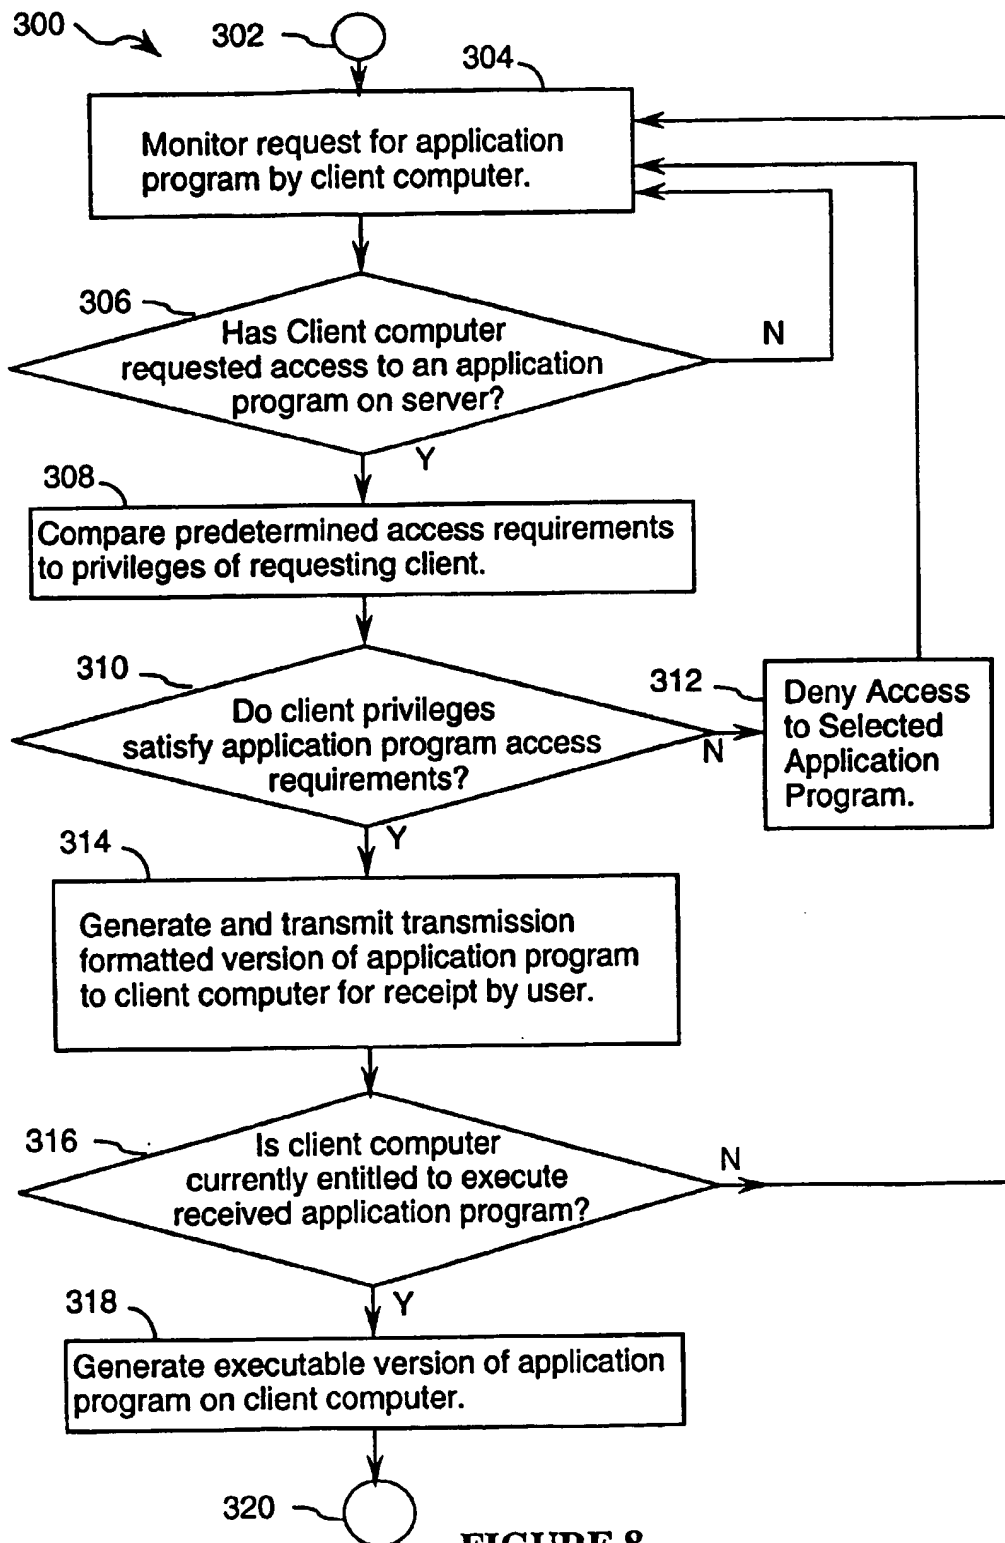 300
302
304
Monitor request for application
program by client computer.
306
Has Client computer
requested access to an application
program on server?
N
Y
308
Compare predetermined access requirements
to privileges of requesting client.
310
Do client privileges
satisfy application program access
requirements?
N
312
Deny Access
to Selected
Application
Program.
Y
314
Generate and transmit transmission
formatted version of application program
to client computer for receipt by user.
316
Is client computer
currently entitled to execute
received application program?
N
Y
318
Generate executable version of application
program on client computer.
320
FIGURE 8